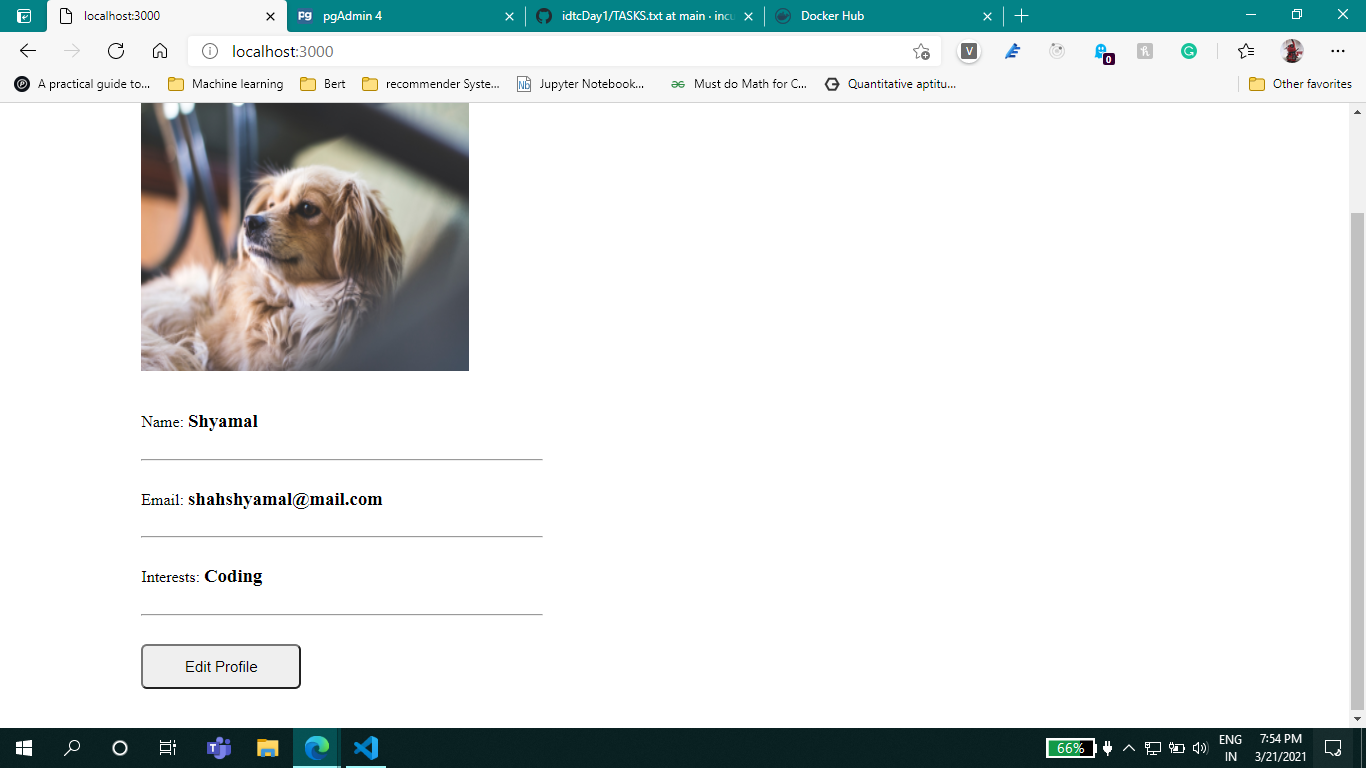 localhost:3000
Pg pgAdmin 4
idtcDay1/TASKS.txt at main · incu
Docker Hub
localhost:3000
V
0
A practical guide to...
Machine learning
Bert
recommender Syste...
Jupyter Notebook...
Must do Math for C...
Quantitative aptitu...
Other favorites
Name: Shyamal
Email: shahshyamal@mail.com
Interests: Coding
Edit Profile
66%
ENG
IN
7:54 PM
3/21/2021